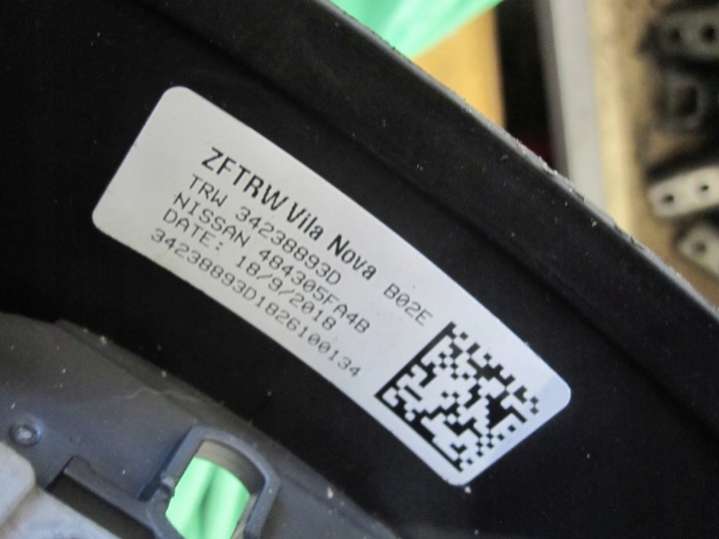 ZFTRW Vila Nova B02E
TRW 34238893D
NISSAN 484305FA4B
DATE: 18/9/2018
34238893D1826100134